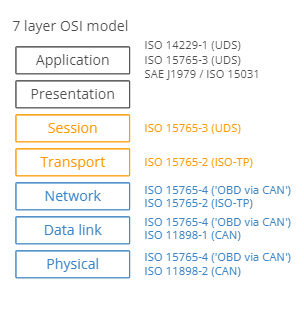 7 layer OSI model
Application
ISO 14229-1 (UDS)
ISO 15765-3 (UDS)
SAE J1979 / ISO 15031
Presentation
Session
ISO 15765-3 (UDS)
Transport
ISO 15765-2 (ISO-TP)
Network
ISO 15765-4 ('OBD via CAN')
ISO 15765-2 (ISO-TP)
Data link
ISO 15765-4 ('OBD via CAN')
ISO 11898-1 (CAN)
Physical
ISO 15765-4 ('OBD via CAN')
ISO 11898-2 (CAN)